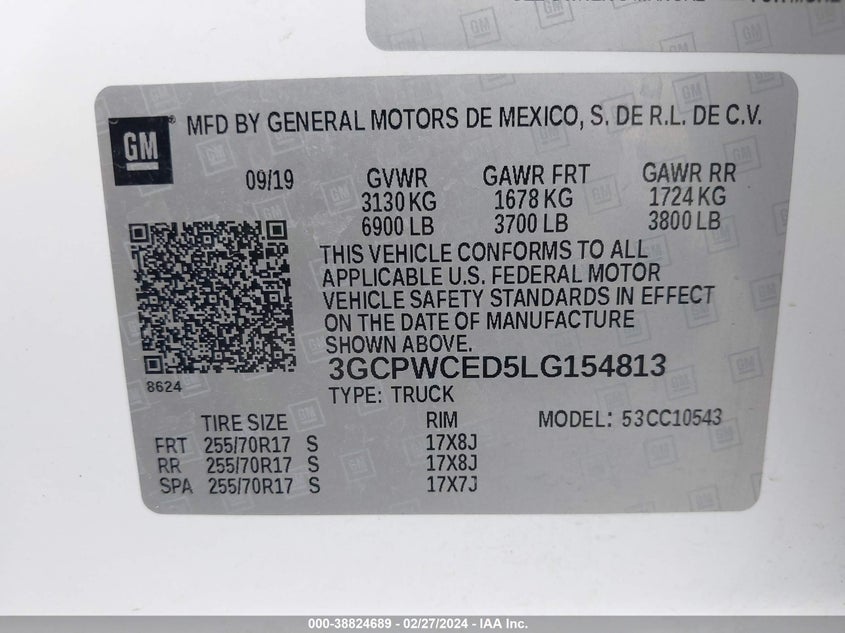 GM ®
MFD BY GENERAL MOTORS DE MEXICO, S. DE R.L. DE C.V.
09/19 GVWR GAWR FRT GAWR RR
3130 KG 1678 KG 1724 KG
6900 LB 3700 LB 3800 LB
THIS VEHICLE CONFORMS TO ALL
APPLICABLE U.S. FEDERAL MOTOR
VEHICLE SAFETY STANDARDS IN EFFECT
ON THE DATE OF MANUFACTURE
SHOWN ABOVE.
3GCPWCED5LG154813
8624
TYPE: TRUCK
TIRE SIZE RIM MODEL: 53CC10543
FRT 255/70R17 S 17X8J
RR 255/70R17 S 17X8J
SPA 255/70R17 S 17X7J
000-38824689 - 02/27/2024 - IAA Inc.